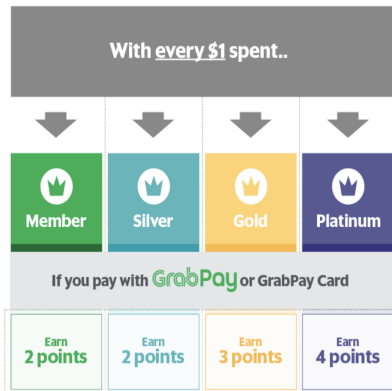 With every $1 spent..
Member Silver Gold Platinum
If you pay with GrabPay or GrabPay Card
Earn Earn Earn Earn
2 points 2 points 3 points 4 points